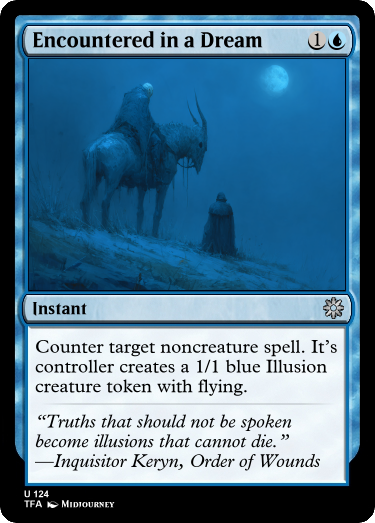 Encountered in a Dream 1
Instant
Counter target noncreature spell. It's
controller creates a 1/1 blue Illusion
creature token with flying.
“Truths that should not be spoken
become illusions that cannot die.”
—Inquisitor Keryn, Order of Wounds
U 124
TFA Midjourney